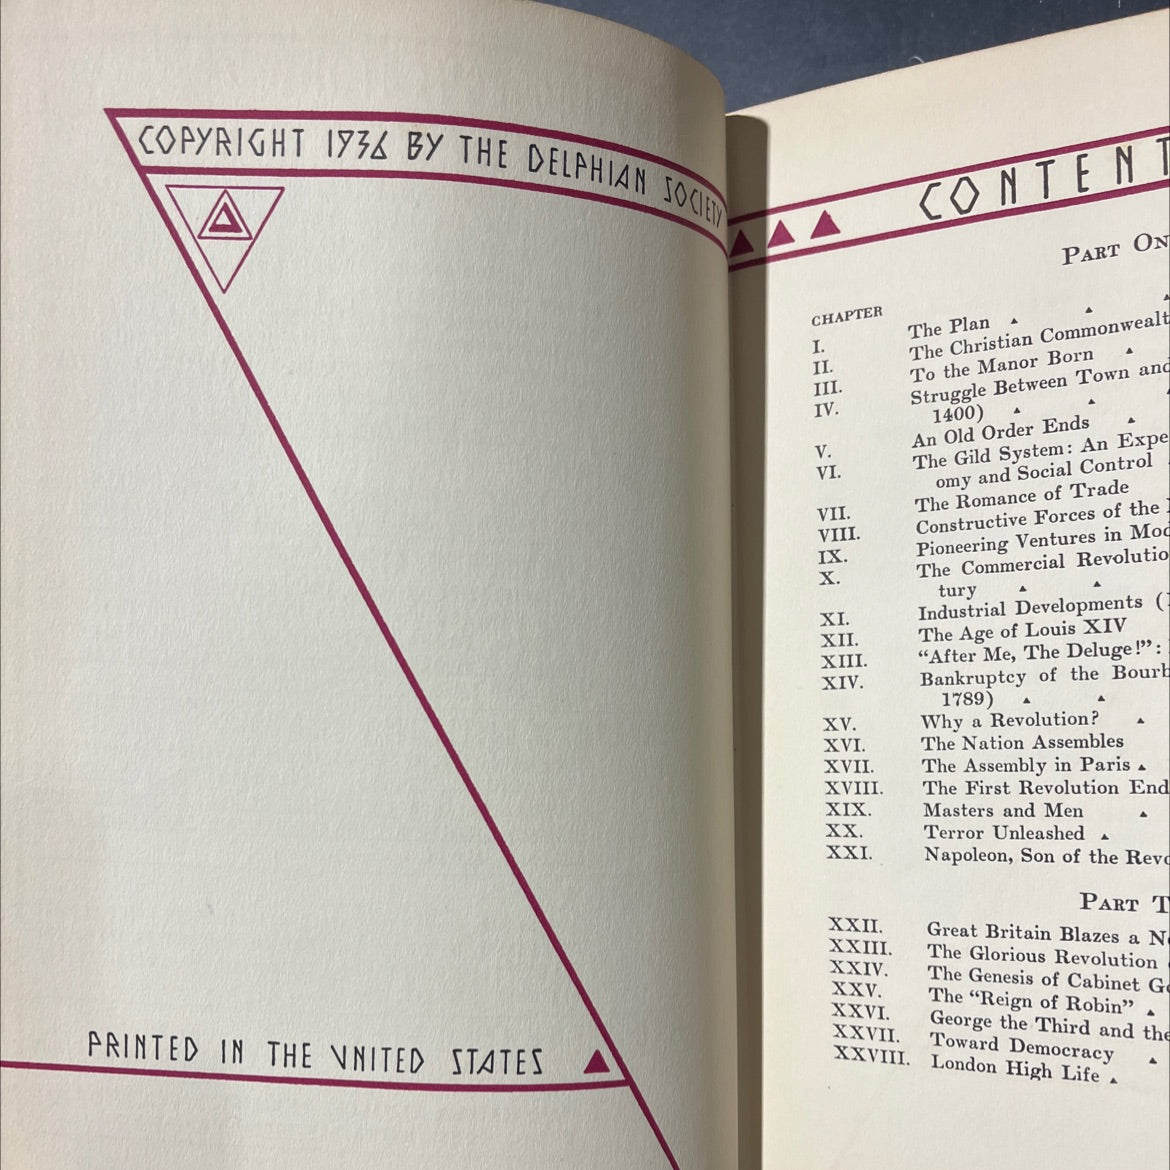 COPYRIGHT 1936 BY THE DELPHIAN SOCIETY
PRINTED IN THE UNITED STATES
CONTENT
PART ON
CHAPTER
I. The Plan
II. The Christian Commonwealt
III. To the Manor Born
IV. Struggle Between Town and
1400)
V. An Old Order Ends
VI. The Gild System: An Expe
omy and Social Control
VII. The Romance of Trade
VIII. Constructive Forces of the
IX. Pioneering Ventures in Mod
X. The Commercial Revolutio
tury
XI. Industrial Developments (
XII. The Age of Louis XIV
XIII. “After Me, The Deluge!”:
XIV. Bankruptcy of the Bourb
1789)
XV. Why a Revolution?
XVI. The Nation Assembles
XVII. The Assembly in Paris
XVIII. The First Revolution End
XIX. Masters and Men
XX. Terror Unleashed
XXI. Napoleon, Son of the Revo
PART T
XXII. Great Britain Blazes a N
XXIII. The Glorious Revolution
XXIV. The Genesis of Cabinet Go
XXV. The “Reign of Robin”
XXVI. George the Third and the
XXVII. Toward Democracy
XXVIII. London High Life